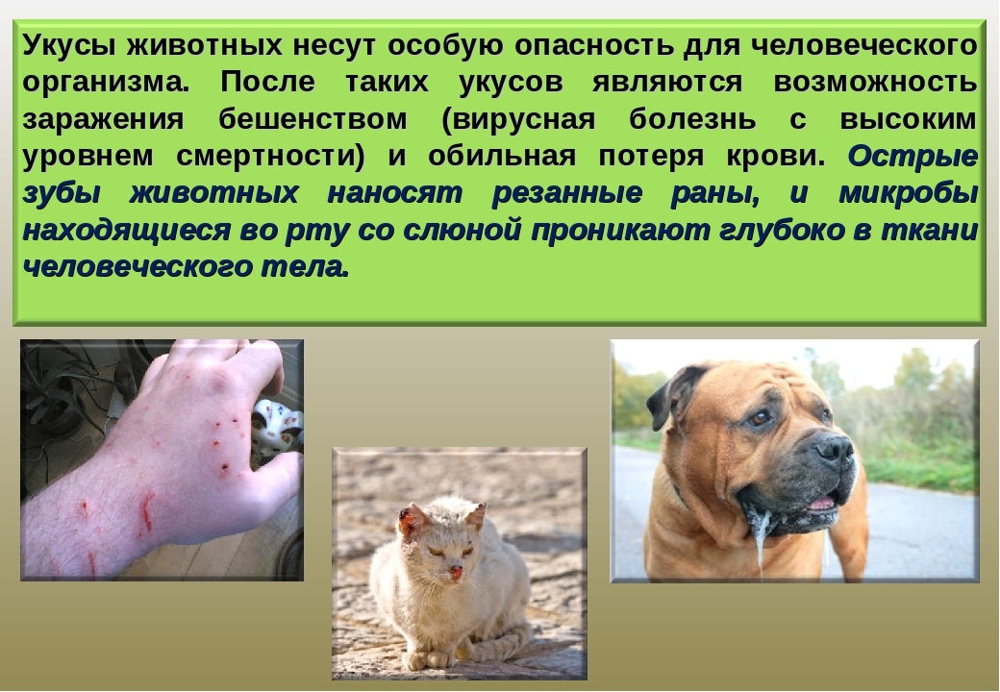 Укусы животных несут особую опасность для человеческого
организма. После таких укусов являются возможность
заражения бешенством (вирусная болезнь с высоким
уровнем смертности) и обильная потеря крови. Острые
зубы животных наносят резанные раны, и микробы
находящиеся во рту со слюной проникают глубоко в ткани
человеческого тела.